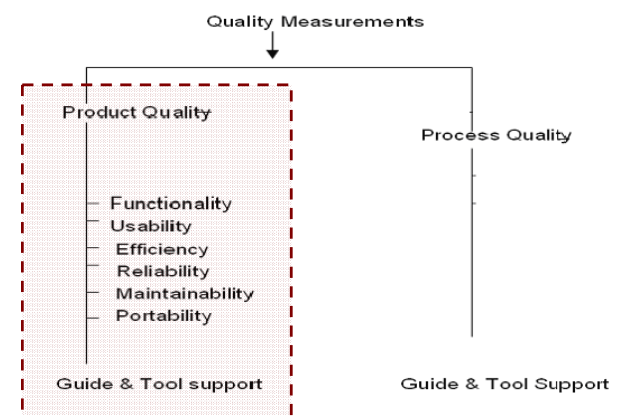 Quality Measurements
Product Quality
Process Quality
Functionality
Usability
Efficiency
Reliability
Maintainability
Portability
Guide & Tool support
Guide & Tool Support